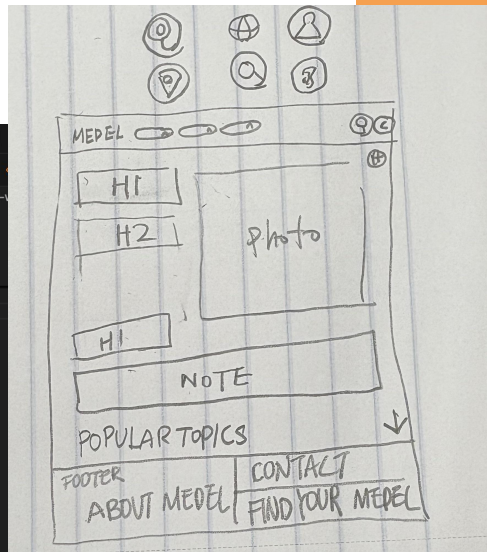 MEDEL
H1
H2
Photo
H1
NOTE
POPULAR TOPICS
FOOTER
ABOUT MEDEL
CONTACT
FIND YOUR MEDEL